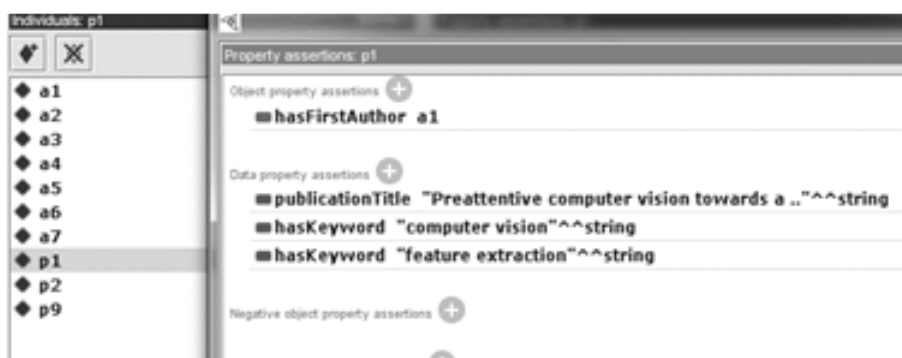 Individuals: p1
a1
a2
a3
a4
a5
a6
a7
p1
p2
p9
Property assertions: p1
Object property assertions
hasFirstAuthor a1
Data property assertions
publicationTitle "Preattentive computer vision towards a .."^^string
hasKeyword "computer vision"^^string
hasKeyword "feature extraction"^^string
Negative object property assertions